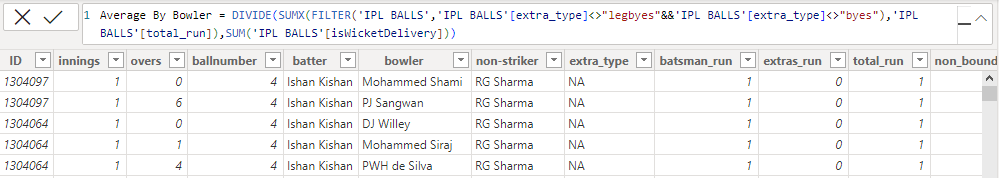 1 Average By Bowler = DIVIDE(SUMX(FILTER('IPL BALLS','IPL BALLS'[extra_type]<>"legbyes"&&'IPL BALLS'[extra_type]<>"byes"),'IPL
BALLS'[total_run]),SUM('IPL BALLS'[isWicketDelivery]))
ID innings overs ballnumber batter bowler non-striker extra_type batsman_run extras_run total_run non_bound
1304097 1 0 4 Ishan Kishan Mohammed Shami RG Sharma NA 1 0 1
1304097 1 6 4 Ishan Kishan PJ Sangwan RG Sharma NA 1 0 1
1304064 1 0 4 Ishan Kishan DJ Willey RG Sharma NA 1 0 1
1304064 1 1 4 Ishan Kishan Mohammed Siraj RG Sharma NA 1 0 1
1304064 1 4 4 Ishan Kishan PWH de Silva RG Sharma NA 1 0 1